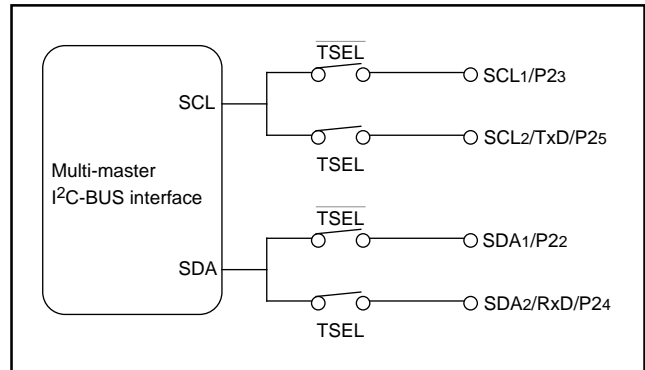 TSEL
SCL1/P23
SCL
SCL2/TxD/P25
TSEL
Multi-master
I2C-BUS interface
TSEL
SDA1/P22
SDA
SDA2/RxD/P24
TSEL